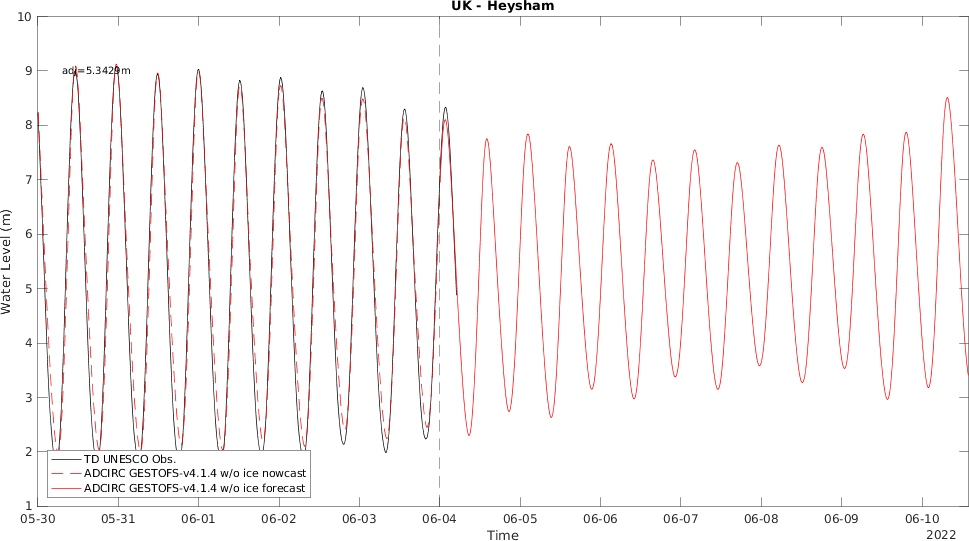 UK - Heysham
10
9
8
7
6
5
4
3
2
1
Water Level (m)
adj=5.3429m
TD UNESCO Obs.
ADCIRC GESTOFS-v4.1.4 w/o ice nowcast
ADCIRC GESTOFS-v4.1.4 w/o ice forecast
05-30 05-31 06-01 06-02 06-03 06-04 06-05 06-06 06-07 06-08 06-09 06-10
Time
2022